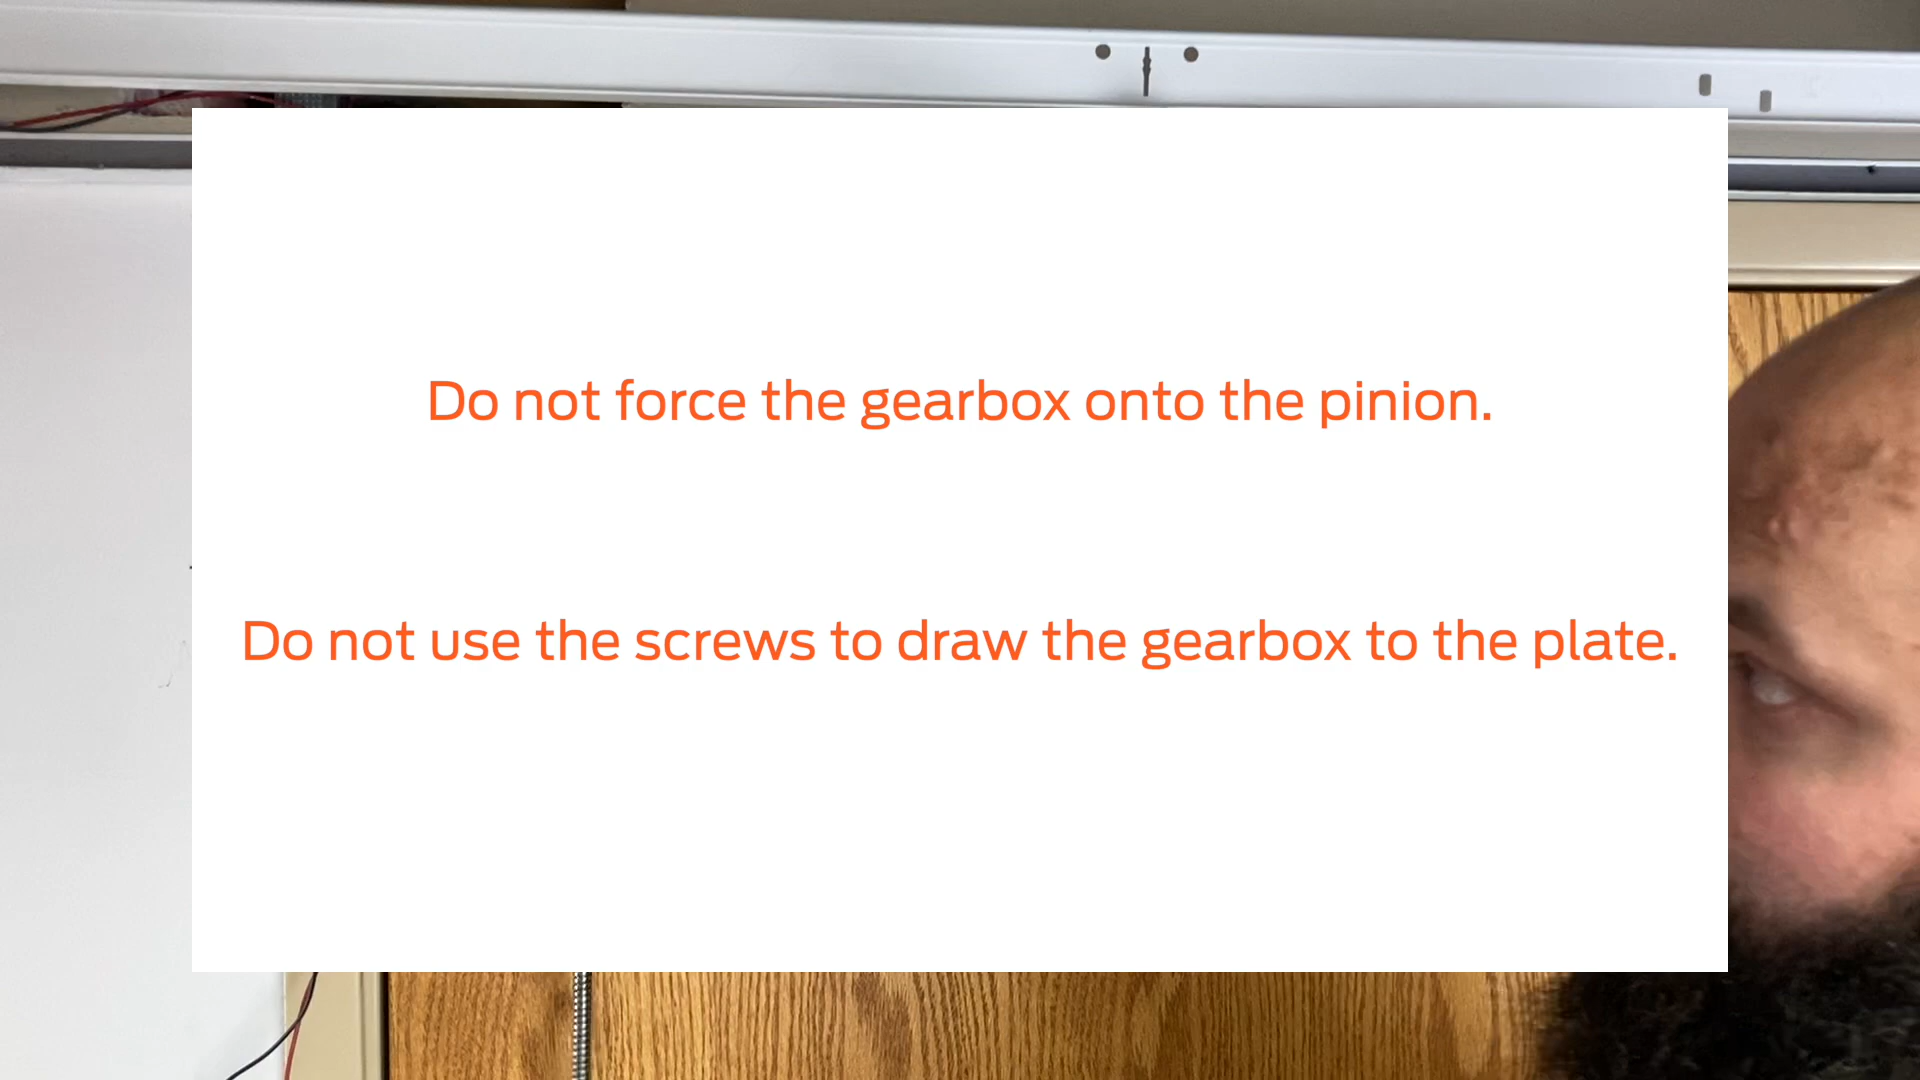 Do not force the gearbox onto the pinion.
Do not use the screws to draw the gearbox to the plate.